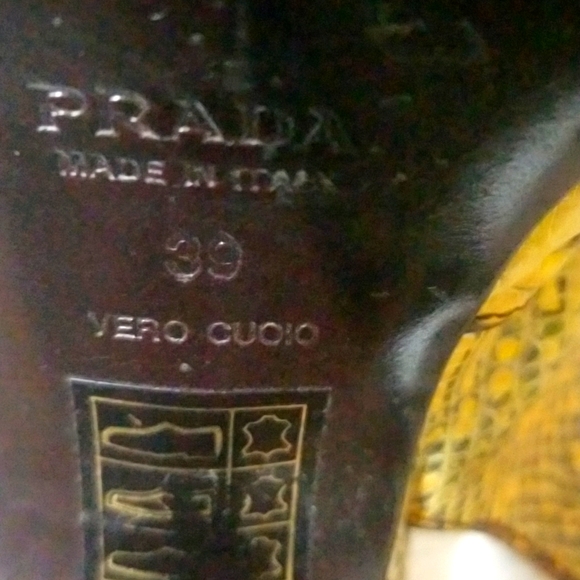 PRADA
MADE IN ITALY
39
VERO CUOIO